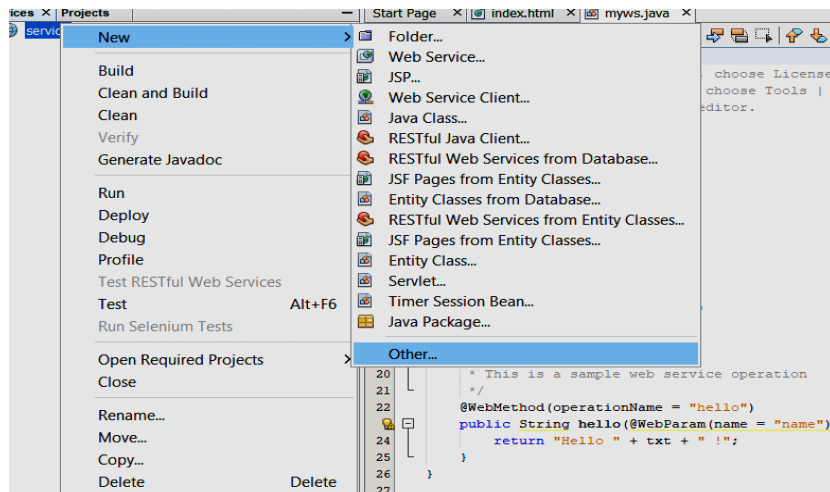 ices × Projects
Start Page × index.html × myws.java ×
servic
New
Build
Clean and Build
Clean
Verify
Generate Javadoc
Run
Deploy
Debug
Profile
Test RESTful Web Services
Test Alt+F6
Run Selenium Tests
Open Required Projects
Close
Rename...
Move...
Copy...
Delete Delete
Folder...
Web Service...
JSP...
Web Service Client...
Java Class...
RESTful Java Client...
RESTful Web Services from Database...
JSF Pages from Entity Classes...
Entity Classes from Database...
RESTful Web Services from Entity Classes...
JSF Pages from Entity Classes...
Entity Class...
Servlet...
Timer Session Bean...
Java Package...
Other...
choose License
choose Tools |
editor.
20 * This is a sample web service operation
21 */
22 @WebMethod(operationName = "hello")
public String hello(@WebParam(name = "name")
24 return "Hello " + txt + " !";
25 }
26 }
27